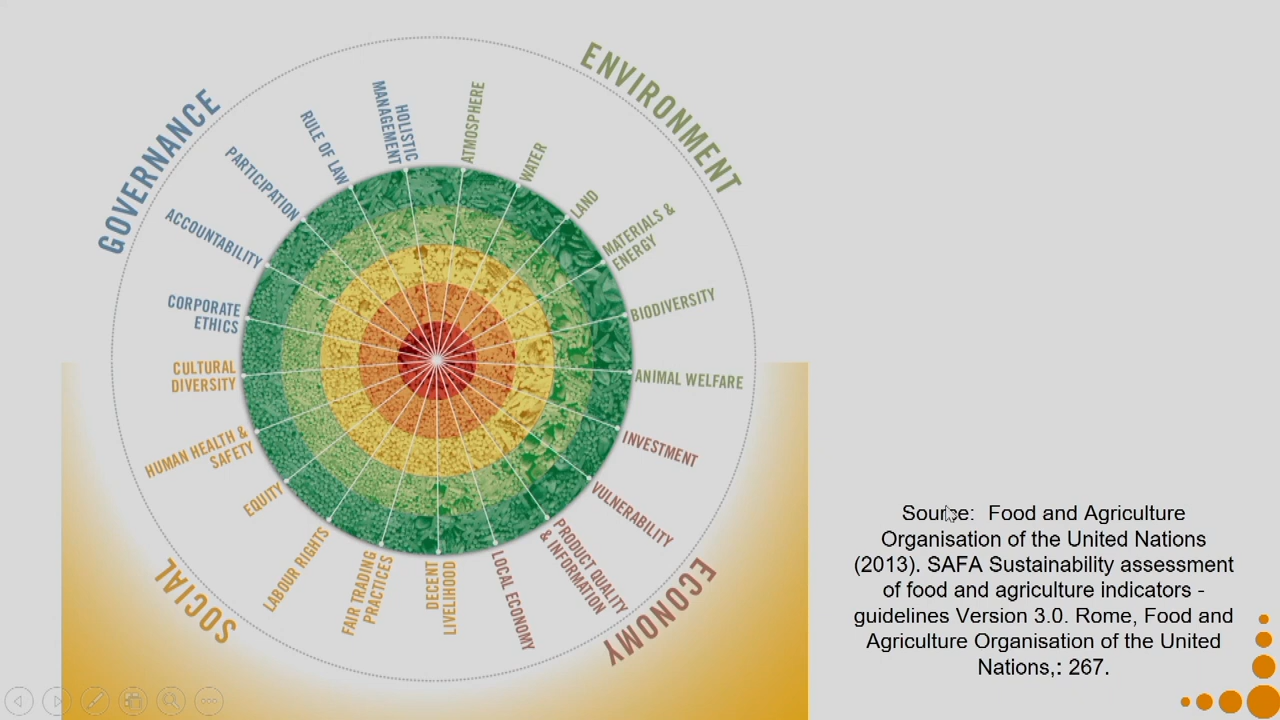 GOVERNANCE
ENVIRONMENT
HOLISTIC
MANAGEMENT
RULE OF LAW
PARTICIPATION
ACCOUNTABILITY
CORPORATE
ETHICS
ATMOSPHERE
WATER
LAND
MATERIALS &
ENERGY
BIODIVERSITY
ANIMAL WELFARE
CULTURAL
DIVERSITY
HUMAN HEALTH &
SAFETY
EQUITY
LABOUR RIGHTS
FAIR TRADING
PRACTICES
DECENT
LIVELIHOOD
INVESTMENT
VULNERABILITY
PRODUCT QUALITY
& INFORMATION
LOCAL ECONOMY
SOCIAL
ECONOMY
Source: Food and Agriculture
Organisation of the United Nations
(2013). SAFA Sustainability assessment
of food and agriculture indicators -
guidelines Version 3.0. Rome, Food and
Agriculture Organisation of the United
Nations,: 267.